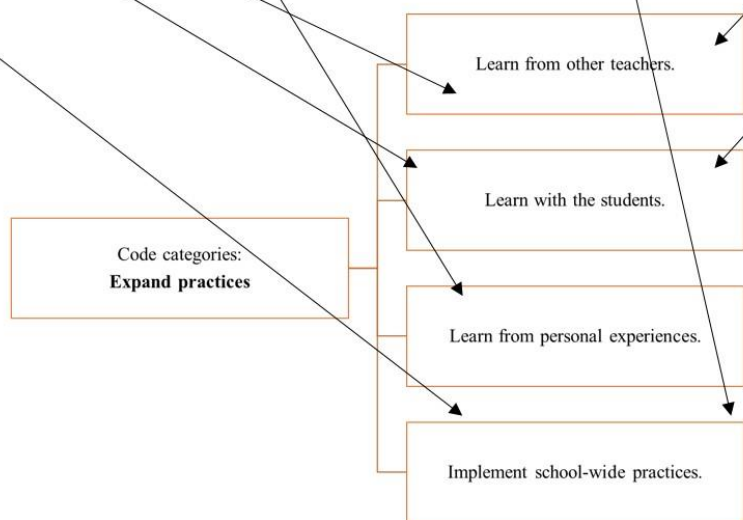 Learn from other teachers.
Learn with the students.
Code categories:
Expand practices
Learn from personal experiences.
Implement school-wide practices.